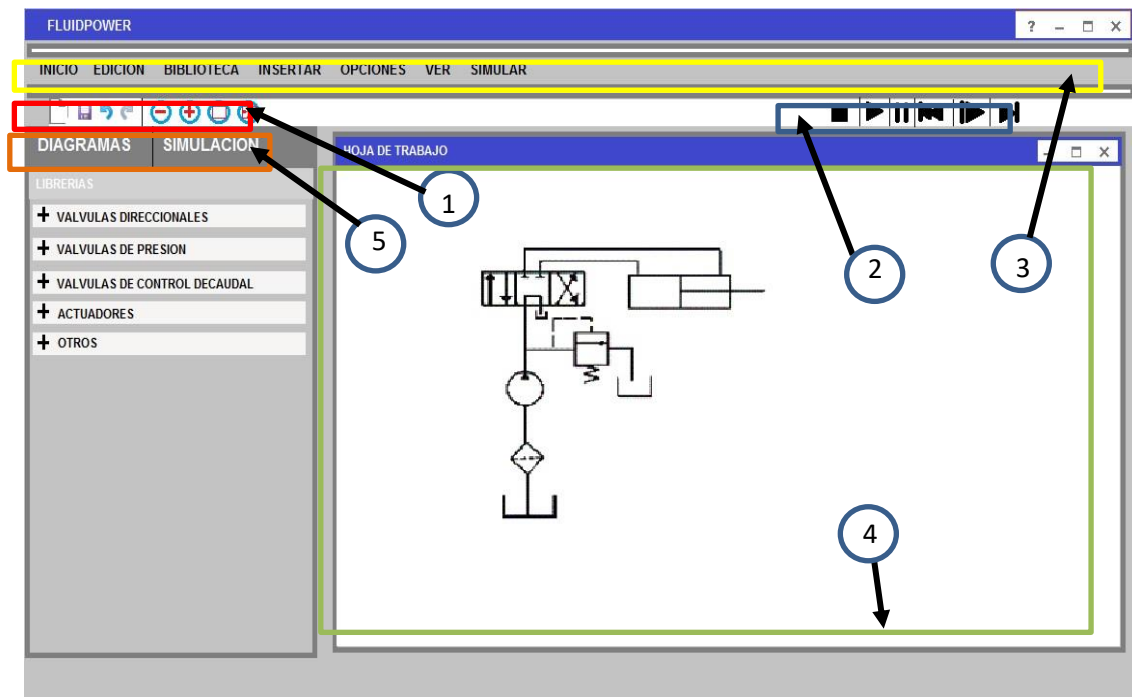 FLUIDPOWER
INICIO EDICION BIBLIOTECA INSERTAR OPCIONES VER SIMULAR
DIAGRAMAS SIMULACION
HOJA DE TRABAJO
LIBRERIAS
VALVULAS DIRECCIONALES
VALVULAS DE PRESION
VALVULAS DE CONTROL DECAUDAL
ACTUADORES
OTROS
1
5
2
3
4